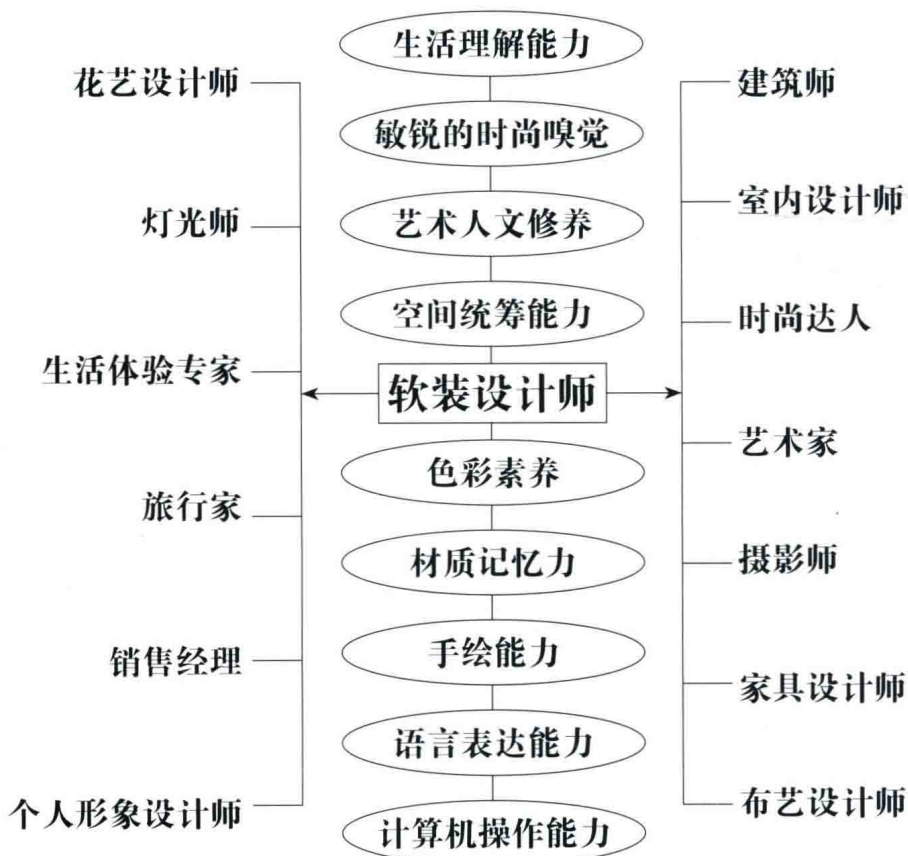 生活理解能力
敏锐的时尚嗅觉
艺术人文修养
空间统筹能力
软装设计师
色彩素养
材质记忆力
手绘能力
语言表达能力
计算机操作能力
花艺设计师
灯光师
生活体验专家
旅行家
销售经理
个人形象设计师
建筑师
室内设计师
时尚达人
艺术家
摄影师
家具设计师
布艺设计师